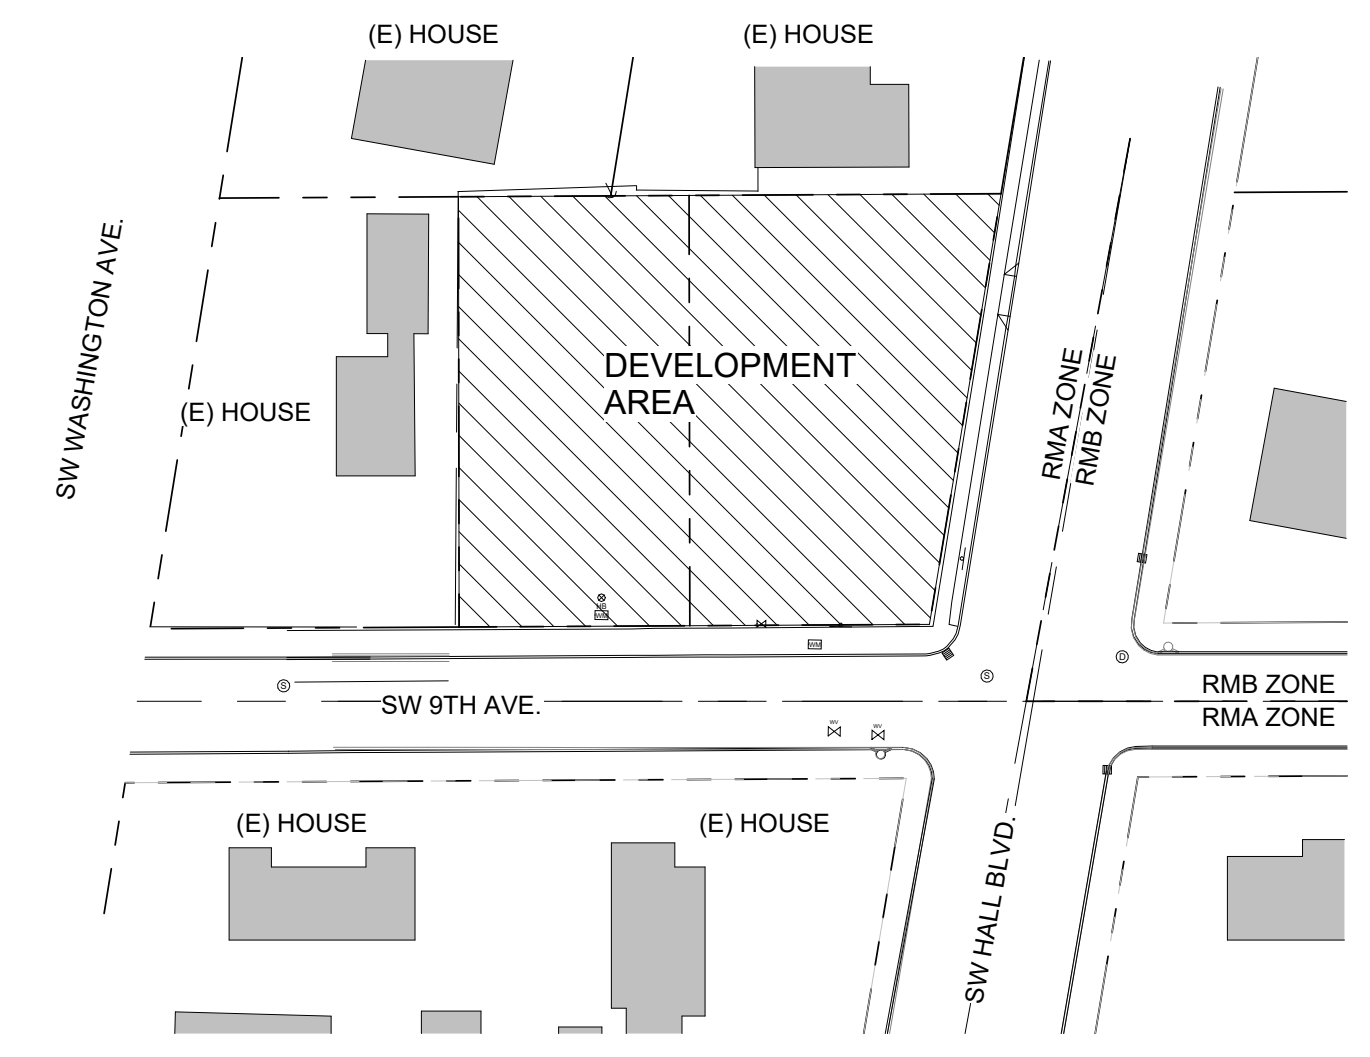 (E) HOUSE
(E) HOUSE
SW WASHINGTON AVE.
DEVELOPMENT
AREA
(E) HOUSE
RMA ZONE
RMB ZONE
HB
WM
WM
S
S
D
RMB ZONE
SW 9TH AVE.
RMA ZONE
WV
WV
(E) HOUSE
(E) HOUSE
SW HALL BLVD.